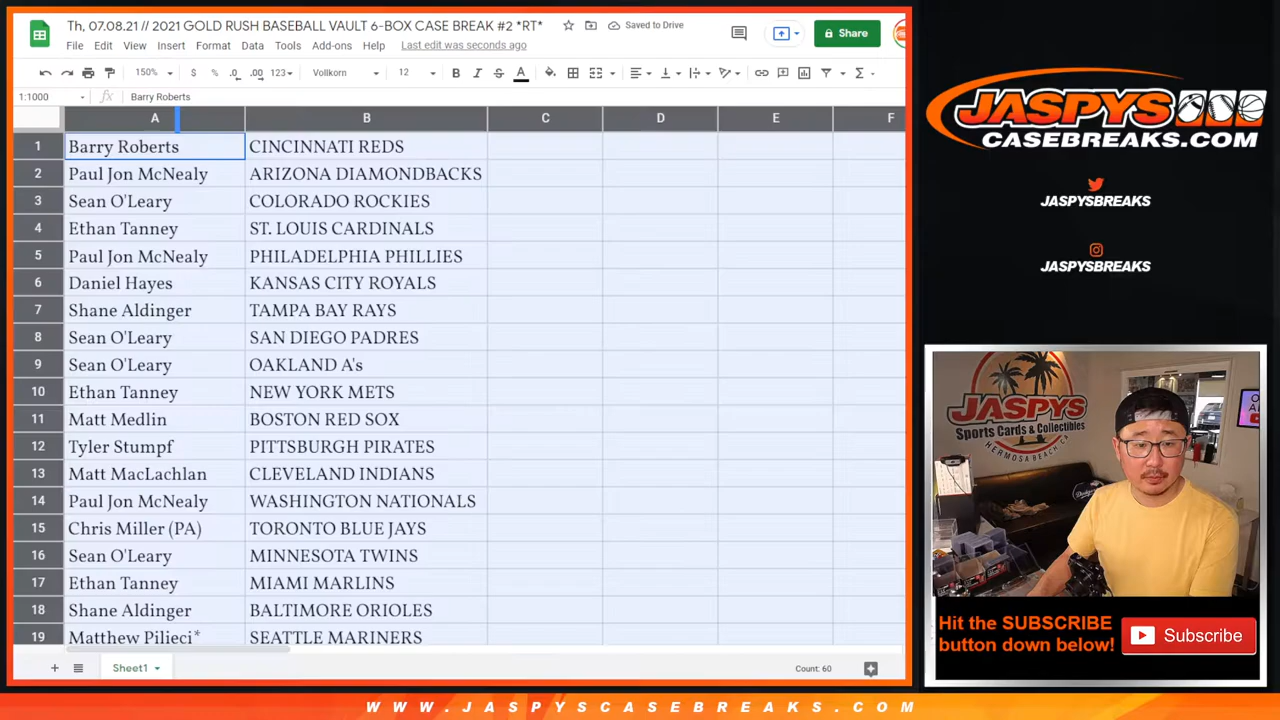 Th, 07.08.21 // 2021 GOLD RUSH BASEBALL VAULT 6-BOX CASE BREAK #2 *RT*
Saved to Drive
Share
File Edit View Insert Format Data Tools Add-ons Help Last edit was seconds ago
150% $ % .0 .00 123 Vollkorn 12 B I S A
1:1000 fx Barry Roberts
A B C D E F
1 Barry Roberts CINCINNATI REDS
2 Paul Jon McNealy ARIZONA DIAMONDBACKS
3 Sean O'Leary COLORADO ROCKIES
4 Ethan Tanney ST. LOUIS CARDINALS
5 Paul Jon McNealy PHILADELPHIA PHILLIES
6 Daniel Hayes KANSAS CITY ROYALS
7 Shane Aldinger TAMPA BAY RAYS
8 Sean O'Leary SAN DIEGO PADRES
9 Sean O'Leary OAKLAND A's
10 Ethan Tanney NEW YORK METS
11 Matt Medlin BOSTON RED SOX
12 Tyler Stumpf PITTSBURGH PIRATES
13 Matt MacLachlan CLEVELAND INDIANS
14 Paul Jon McNealy WASHINGTON NATIONALS
15 Chris Miller (PA) TORONTO BLUE JAYS
16 Sean O'Leary MINNESOTA TWINS
17 Ethan Tanney MIAMI MARLINS
18 Shane Aldinger BALTIMORE ORIOLES
19 Matthew Pilieci* SEATTLE MARINERS
Sheet1
Count: 60
JASPYS
CASEBREAKS.COM
JASPYSBREAKS
JASPYSBREAKS
JASPYS
Sports Cards & Collectibles
HERMOSA BEACH, CA
Dodgers
Hit the SUBSCRIBE
button down below!
Subscribe
WWW.JASPYSCASEBREAKS.COM